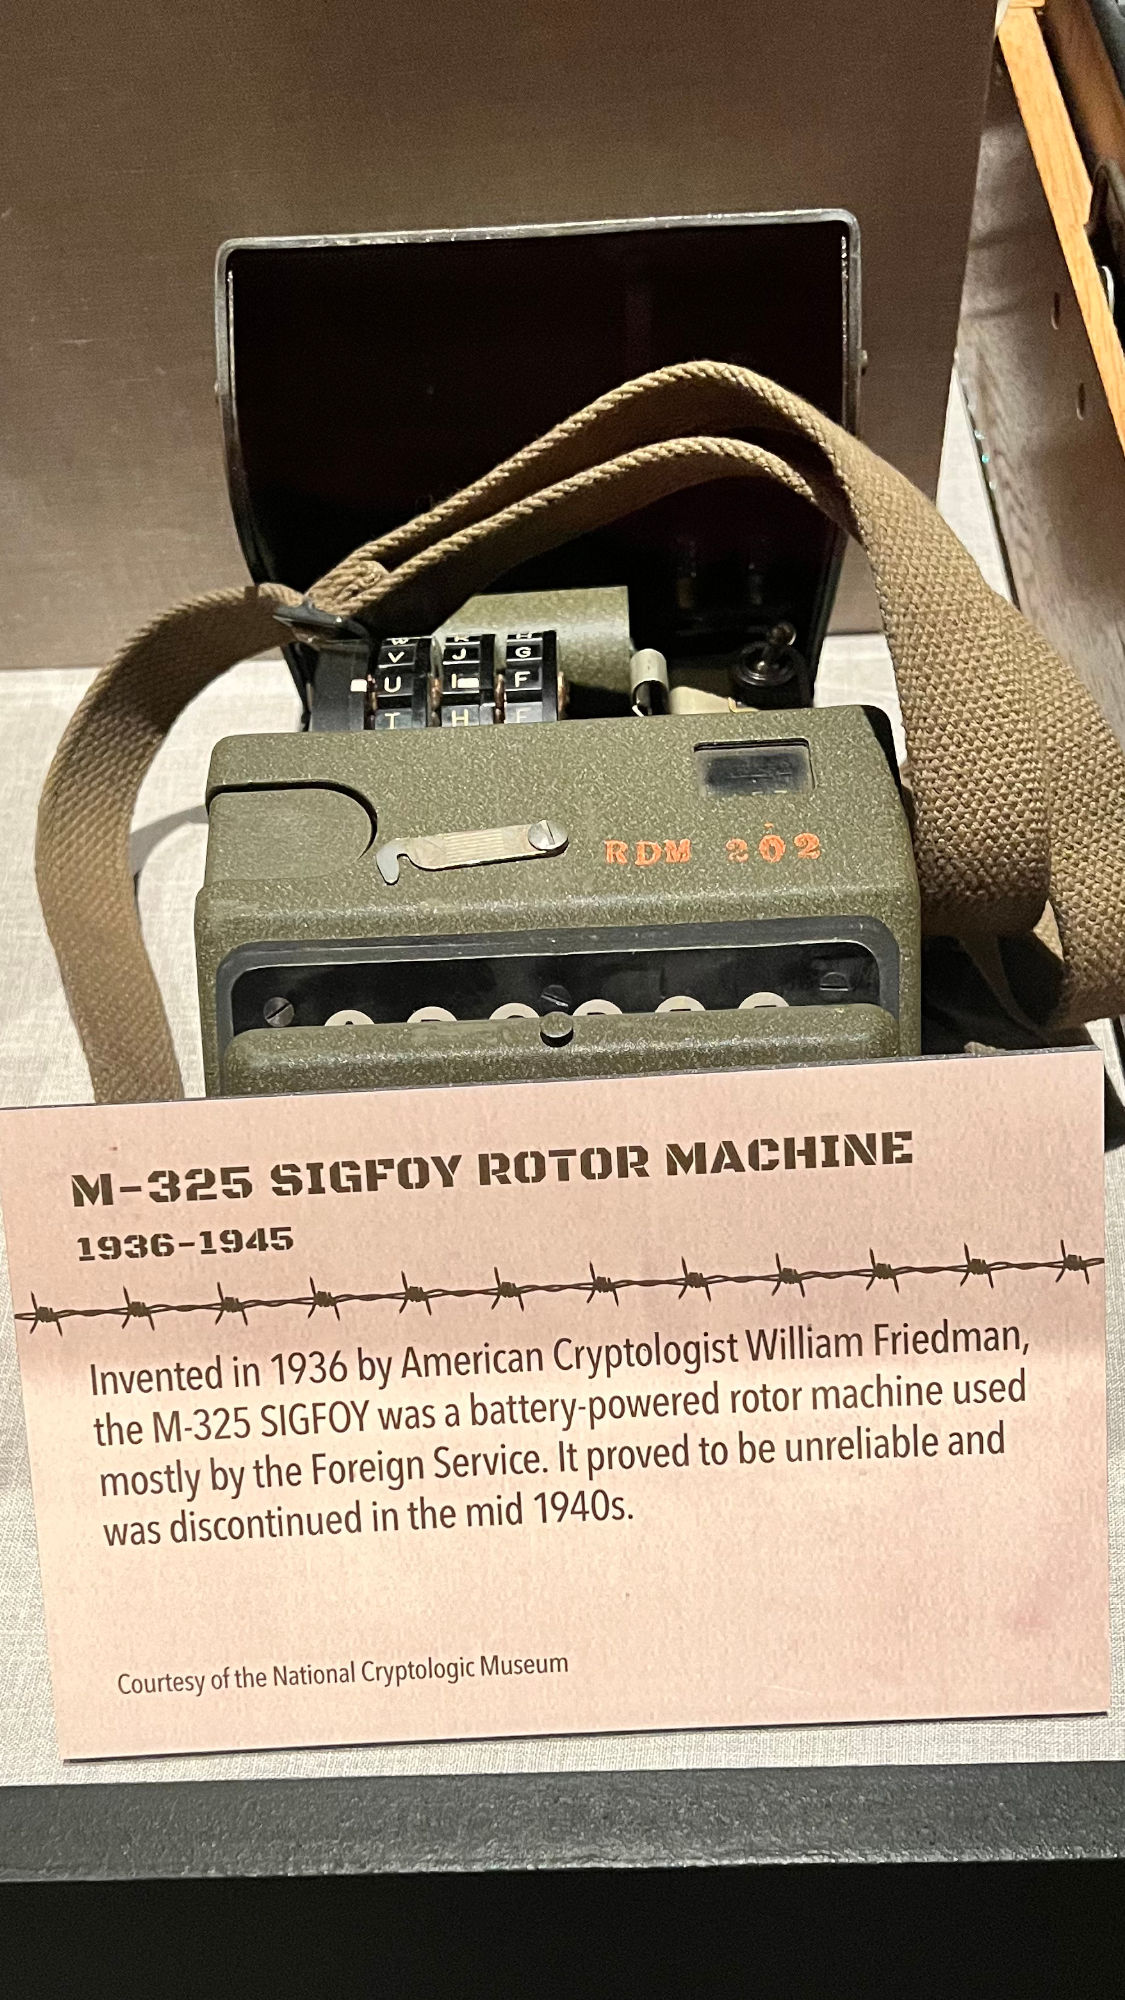 W K H
V J G
U I F
T H E
RDM 202
M-325 SIGFOY ROTOR MACHINE
1936-1945
Invented in 1936 by American Cryptologist William Friedman,
the M-325 SIGFOY was a battery-powered rotor machine used
mostly by the Foreign Service. It proved to be unreliable and
was discontinued in the mid 1940s.
Courtesy of the National Cryptologic Museum